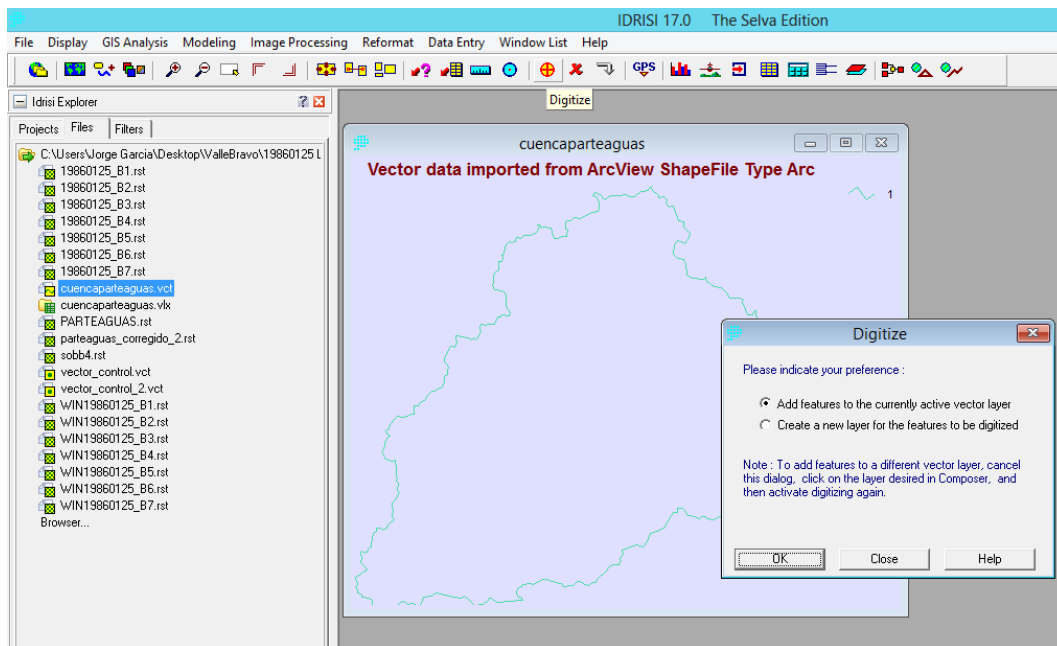 IDRISI 17.0 The Selva Edition
File Display GIS Analysis Modeling Image Processing Reformat Data Entry Window List Help
GPS
Idrisi Explorer
Digitize
Projects Files Filters
C:\Users\Jorge Garcia\Desktop\ValleBravo\19860125 L
19860125_B1.rst
19860125_B2.rst
19860125_B3.rst
19860125_B4.rst
19860125_B5.rst
19860125_B6.rst
19860125_B7.rst
cuencaparteaguas.vct
cuencaparteaguas.vlx
PARTEAGUAS.rst
parteaguas_corregido_2.rst
sobb4.rst
vector_control.vct
vector_control_2.vct
WIN19860125_B1.rst
WIN19860125_B2.rst
WIN19860125_B3.rst
WIN19860125_B4.rst
WIN19860125_B5.rst
WIN19860125_B6.rst
WIN19860125_B7.rst
Browser...
cuencaparteaguas
Vector data imported from ArcView ShapeFile Type Arc
1
Digitize
Please indicate your preference :
Add features to the currently active vector layer
Create a new layer for the features to be digitized
Note : To add features to a different vector layer, cancel
this dialog, click on the layer desired in Composer, and
then activate digitizing again.
OK Close Help